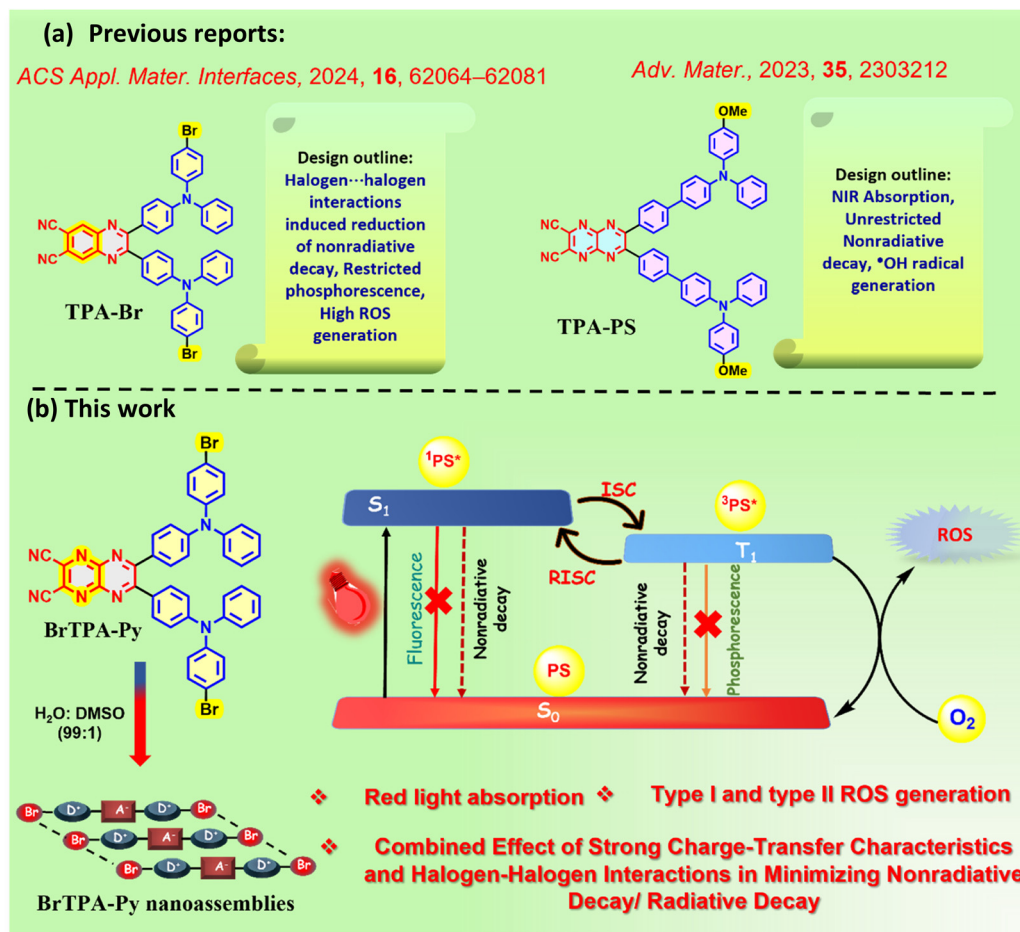 (a) Previous reports:
ACS Appl. Mater. Interfaces, 2024, 16, 62064–62081
Adv. Mater., 2023, 35, 2303212
Br
N
NC
NC
N
N
N
Br
TPA-Br
Design outline:
Halogen···halogen
interactions
induced reduction
of nonradiative
decay, Restricted
phosphorescence,
High ROS
generation
OMe
N
NC
NC
N
N
N
N
N
OMe
TPA-PS
Design outline:
NIR Absorption,
Unrestricted
Nonradiative
decay, •OH radical
generation
(b) This work
Br
N
NC
NC
N
N
N
N
N
Br
BrTPA-Py
H₂O: DMSO
(99:1)
Br D⁺ A⁻ D⁺ Br
Br D⁺ A⁻ D⁺ Br
Br D⁺ A⁻ D⁺ Br
BrTPA-Py nanoassemblies
¹PS*
S₁
ISC
RISC
³PS*
T₁
ROS
Fluorescence
Nonradiative decay
Nonradiative
decay
Phosphorescence
PS
S₀
O₂
❖ Red light absorption ❖ Type I and type II ROS generation
❖ Combined Effect of Strong Charge-Transfer Characteristics
and Halogen-Halogen Interactions in Minimizing Nonradiative
Decay/ Radiative Decay